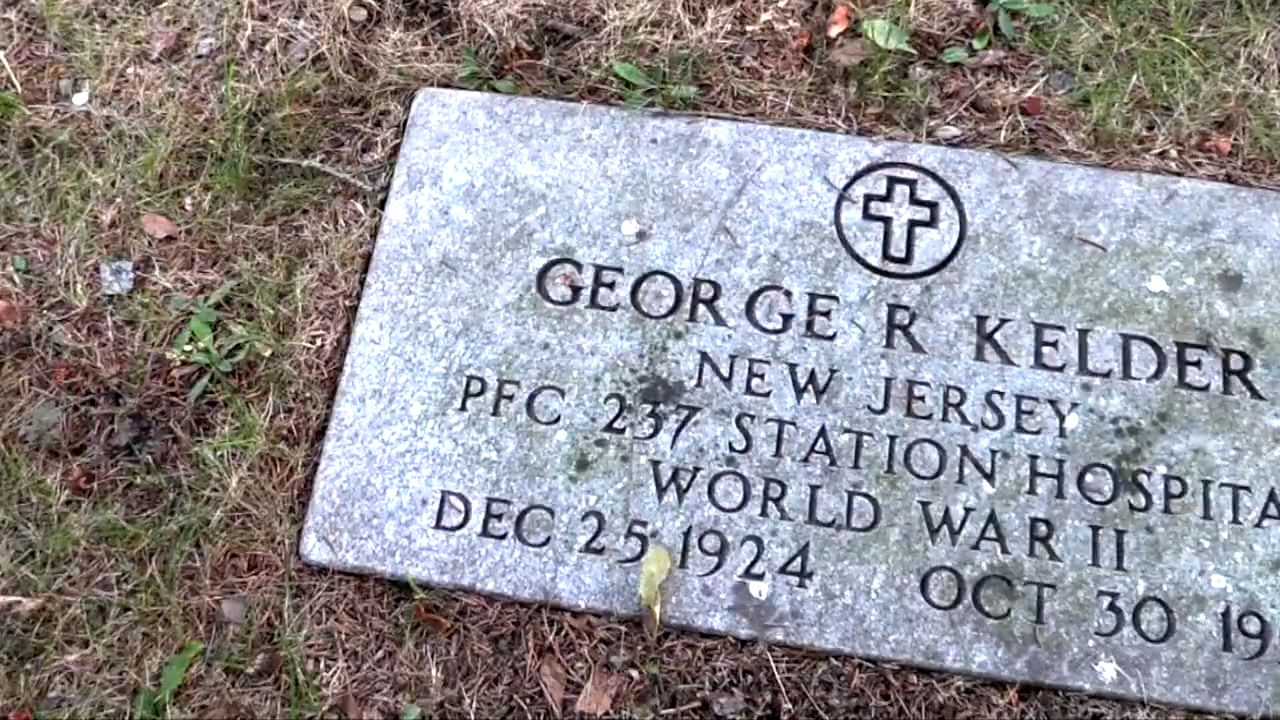 GEORGE R KELDER
NEW JERSEY
PFC 237 STATION HOSPITA
WORLD WAR II
DEC 25 1924 OCT 30 19